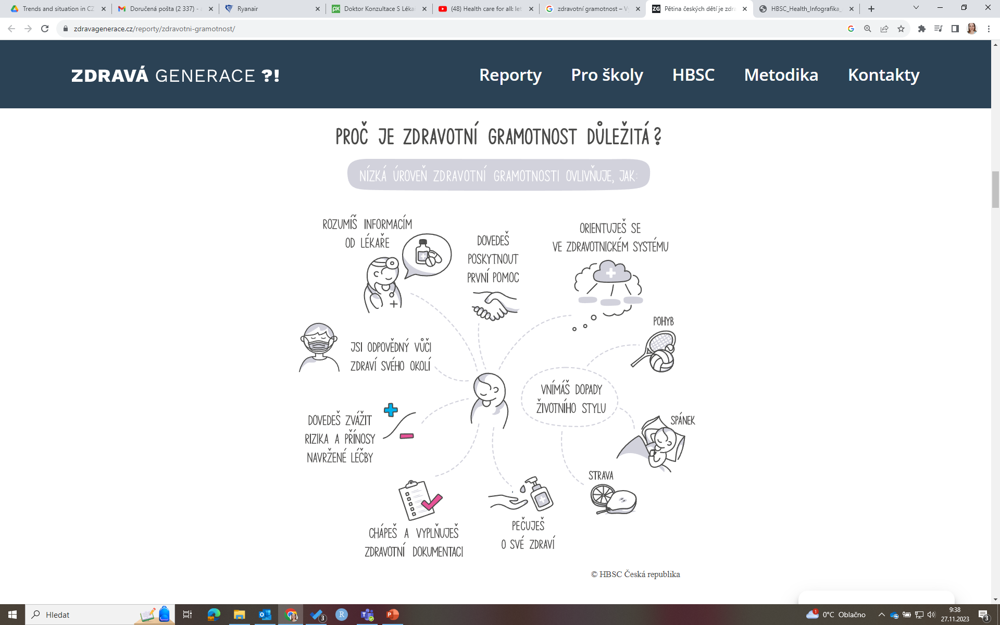 Trends and situation in CZ
Doručená pošta (2 337) -
Ryanair
Doktor Konzultace S Léka
(48) Health care for all: let
zdravotní gramotnost –
Pětina českých dětí je
HBSC_Health_Infografika_
zdravagenerace.cz/reporty/zdravotni-gramotnost/
ZDRAVÁ GENERACE ?!
Reporty
Pro školy
HBSC
Metodika
Kontakty
PROČ JE ZDRAVOTNÍ GRAMOTNOST DŮLEŽITÁ?
NÍZKÁ ÚROVEŇ ZDRAVOTNÍ GRAMOTNOSTI OVLIVŇUJE, JAK:
ROZUMÍŠ INFORMACÍM
OD LÉKAŘE
DOVEDEŠ
POSKYTNOUT
PRVNÍ POMOC
ORIENTUJEŠ SE
VE ZDRAVOTNICKÉM SYSTÉMU
POHYB
JSI ODPOVĚDNÝ VŮČI
ZDRAVÍ SVÉHO OKOLÍ
VNÍMÁŠ DOPADY
ŽIVOTNÍHO STYLU
DOVEDEŠ ZVÁŽIT
RIZIKA A PŘÍNOSY
NAVRŽENÉ LÉČBY
SPÁNEK
STRAVA
CHÁPEŠ A VYPLŇUJEŠ
ZDRAVOTNÍ DOKUMENTACI
PEČUJEŠ
O SVÉ ZDRAVÍ
© HBSC Česká republika
Hledat
3
1
0°C Oblačno
9:38
27.11.2023
3